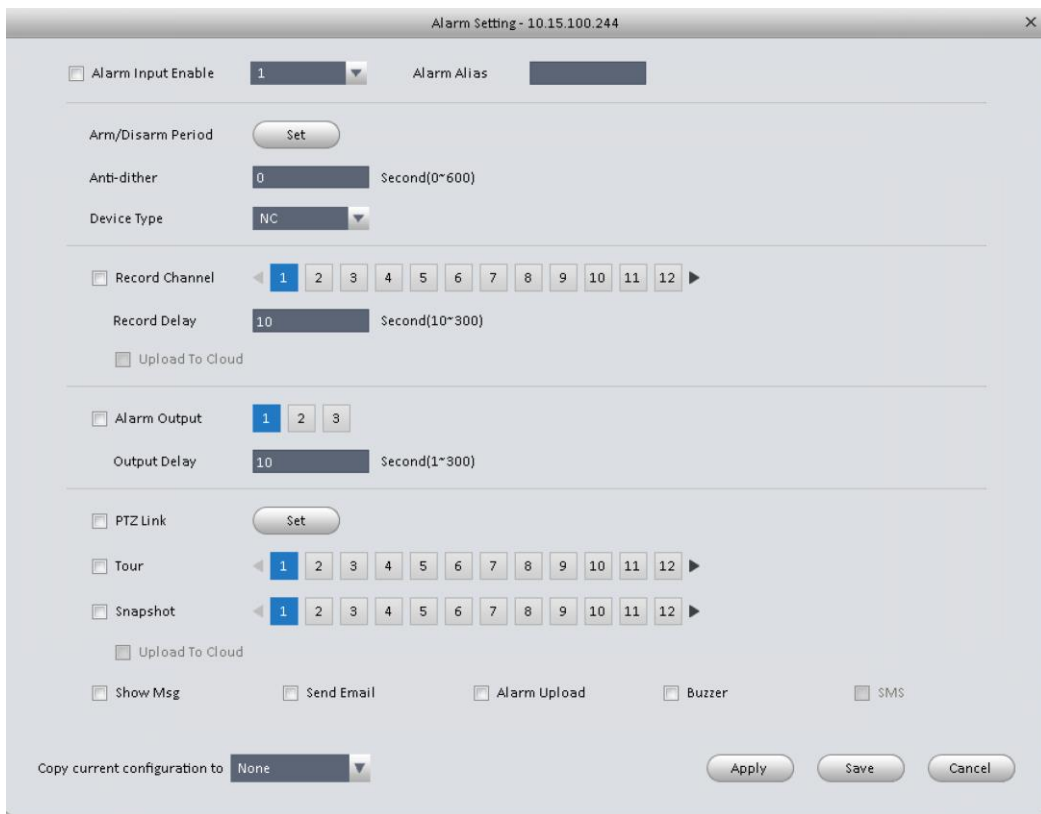 Alarm Setting - 10.15.100.244
Alarm Input Enable 1 Alarm Alias
Arm/Disarm Period Set
Anti-dither 0 Second(0~600)
Device Type NC
Record Channel 1 2 3 4 5 6 7 8 9 10 11 12
Record Delay 10 Second(10~300)
Upload To Cloud
Alarm Output 1 2 3
Output Delay 10 Second(1~300)
PTZ Link Set
Tour 1 2 3 4 5 6 7 8 9 10 11 12
Snapshot 1 2 3 4 5 6 7 8 9 10 11 12
Upload To Cloud
Show Msg Send Email Alarm Upload Buzzer SMS
Copy current configuration to None Apply Save Cancel